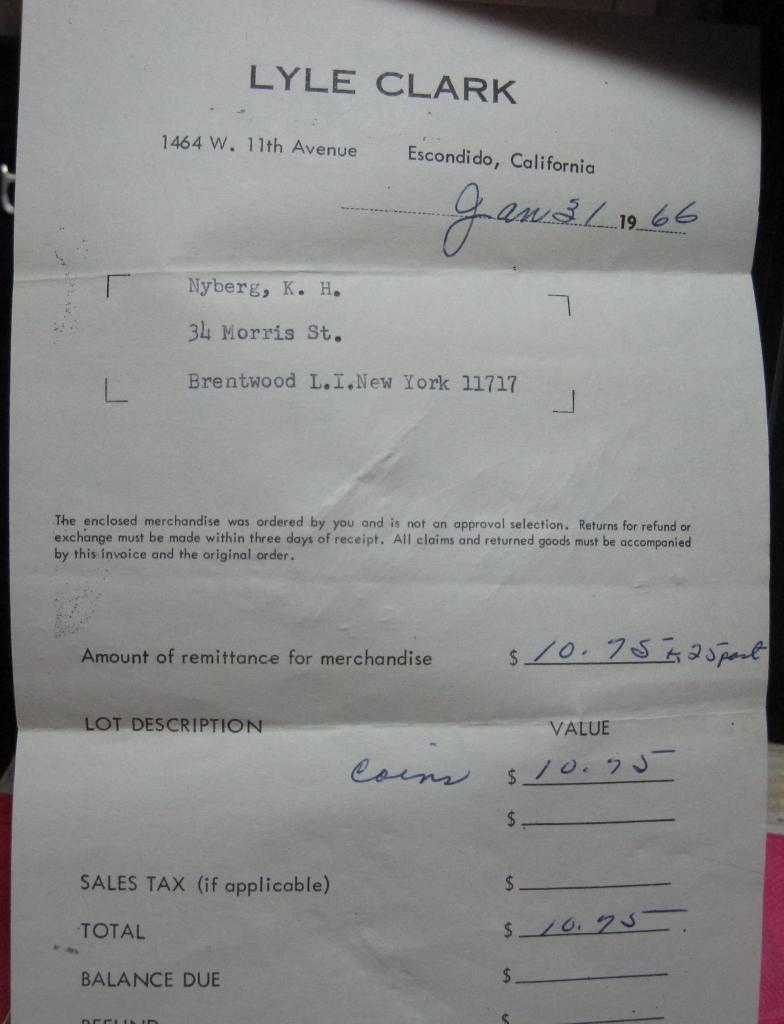 LYLE CLARK
1464 W. 11th Avenue Escondido, California
Jan 31 19 66
Nyberg, K. H.
34 Morris St.
Brentwood L.I.New York 11717
The enclosed merchandise was ordered by you and is not an approval selection. Returns for refund or
exchange must be made within three days of receipt. All claims and returned goods must be accompanied
by this invoice and the original order.
Amount of remittance for merchandise $ 10.75 + 25 post
LOT DESCRIPTION VALUE
Coins $ 10.75
$
SALES TAX (if applicable) $
TOTAL $ 10.75
BALANCE DUE $
REFUND $